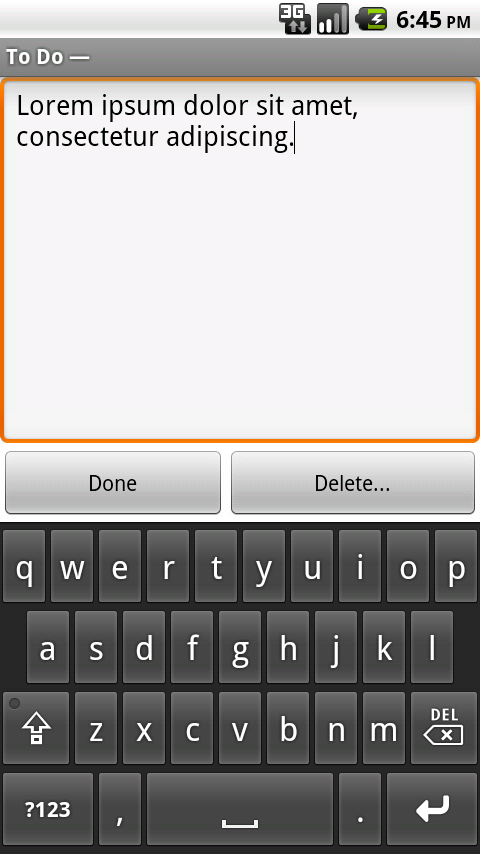 3G
6:45 PM
To Do —
Lorem ipsum dolor sit amet,
consectetur adipiscing.
Done Delete...
q w e r t y u i o p
a s d f g h j k l
z x c v b n m DEL
?123 , .